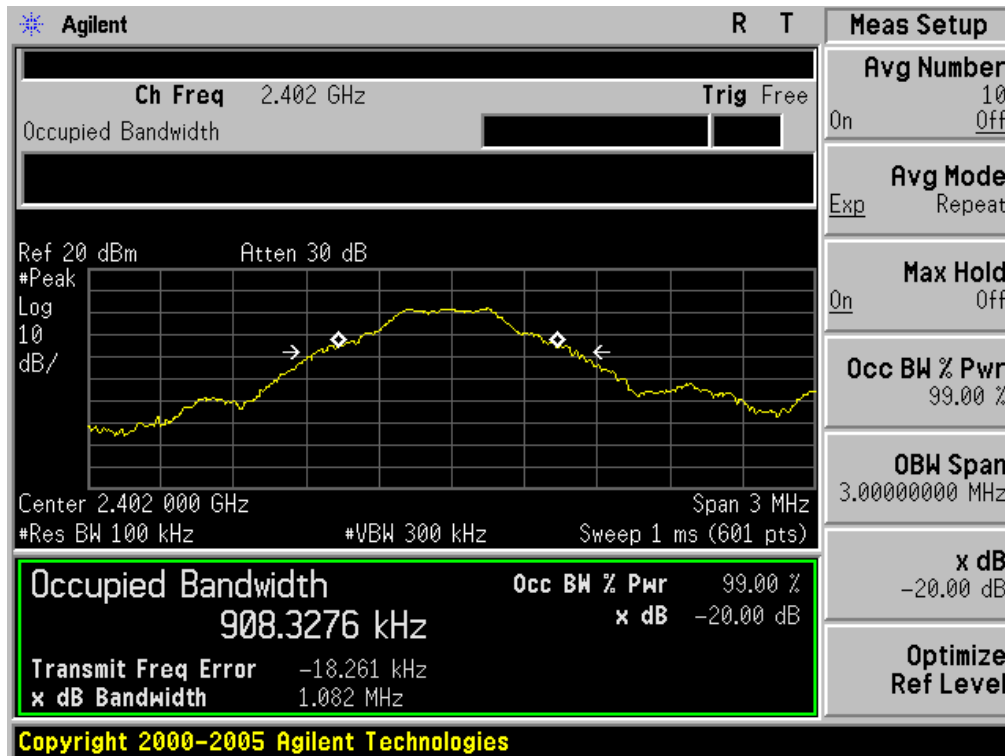 Agilent R T
Ch Freq 2.402 GHz Trig Free
Occupied Bandwidth
Ref 20 dBm Atten 30 dB
#Peak
Log
10
dB/
Center 2.402 000 GHz Span 3 MHz
#Res BW 100 kHz #VBW 300 kHz Sweep 1 ms (601 pts)
Occupied Bandwidth Occ BW % Pwr 99.00 %
908.3276 kHz x dB -20.00 dB
Transmit Freq Error -18.261 kHz
x dB Bandwidth 1.082 MHz
Copyright 2000-2005 Agilent Technologies
Meas Setup
Avg Number
10
On Off
Avg Mode
Exp Repeat
Max Hold
On Off
Occ BW % Pwr
99.00 %
OBW Span
3.00000000 MHz
x dB
-20.00 dB
Optimize
Ref Level